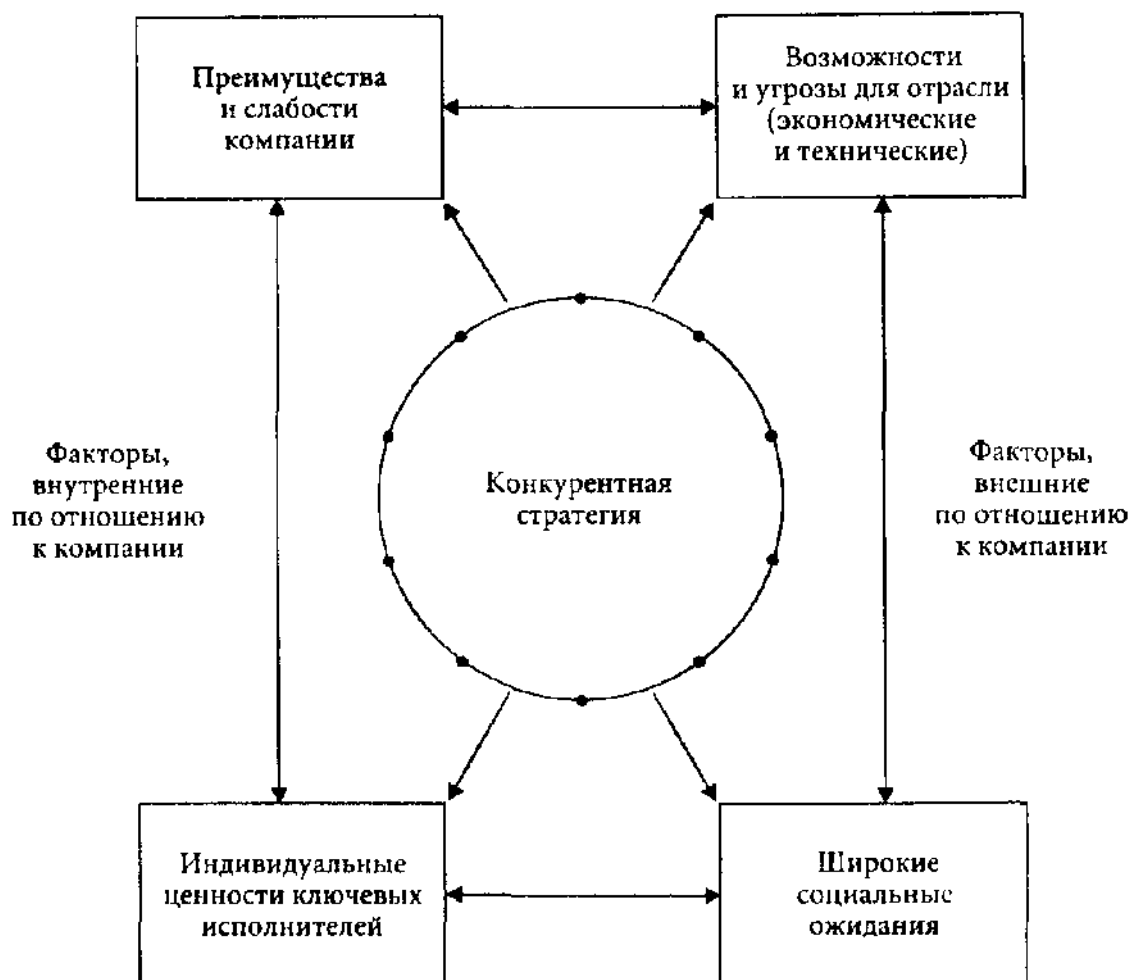 Преимущества
и слабости
компании
Возможности
и угрозы для отрасли
(экономические
и технические)
Факторы,
внутренние
по отношению
к компании
Конкурентная
стратегия
Факторы,
внешние
по отношению
к компании
Индивидуальные
ценности ключевых
исполнителей
Широкие
социальные
ожидания